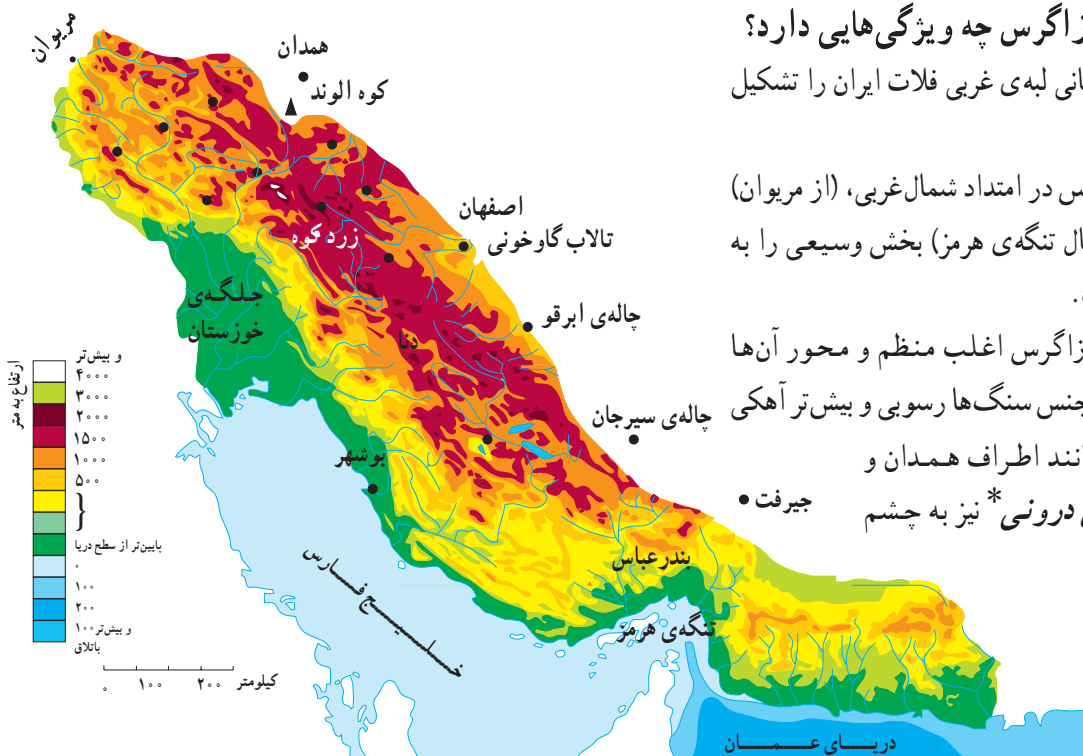 زاگرس چه ویژگی‌هایی دارد؟
انی لبه‌ی غربی فلات ایران را تشکیل
س در امتداد شمال‌غربی، (از مریوان)
ال تنگه‌ی هرمز) بخش وسیعی را به
زاگرس اغلب منظم و محور آن‌ها
جنس سنگ‌ها رسوبی و بیش‌تر آهکی
انند اطراف همدان و
درونی* نیز به چشم
مریوان
همدان
کوه الوند
اصفهان
تالاب گاوخونی
زردکوه
جلگه‌ی
خوزستان
چاله‌ی ابرقو
دنا
چاله‌ی سیرجان
بوشهر
جیرفت
بندرعباس
خلیج فارس
تنگه‌ی هرمز
دریای عمان
ارتفاع به متر
و بیش‌تر
۴۰۰۰
۳۰۰۰
۲۰۰۰
۱۵۰۰
۱۰۰۰
۵۰۰
پایین‌تر از سطح دریا
۰
۱۰۰
۲۰۰
و بیش‌تر ۱۰۰
باتلاق
۰ ۱۰۰ ۲۰۰ کیلومتر